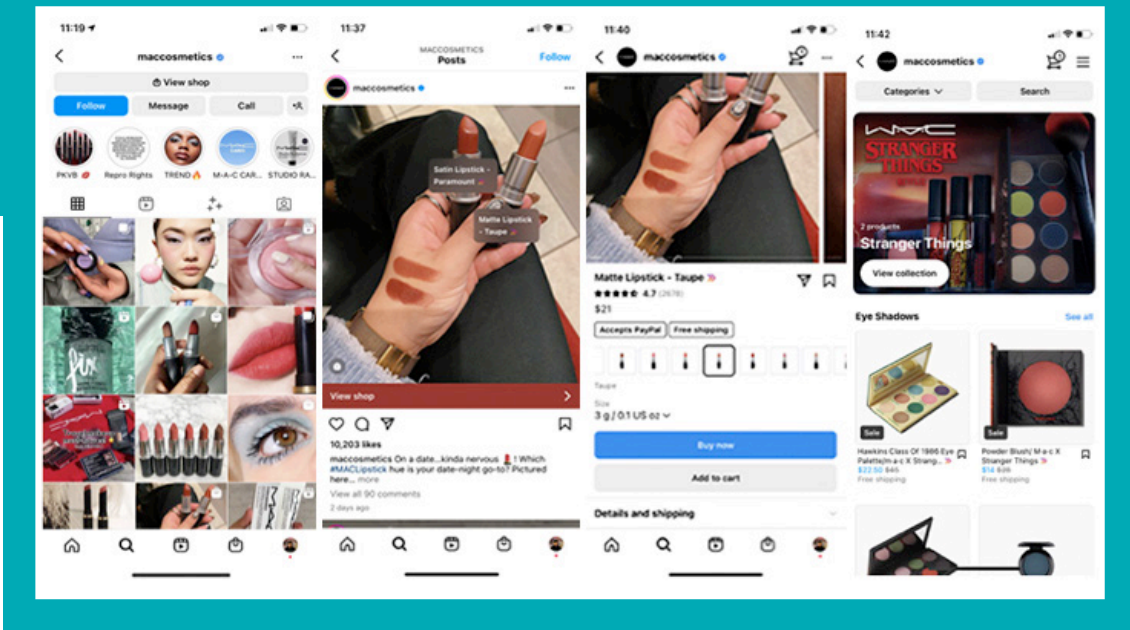 11:19
maccosmetics
View shop
Follow
Message
Call
PKVB
Repro Rights
TREND
M-A-C CAR...
STUDIO RA...
fix
11:37
MACCOSMETICS
Posts
Follow
maccosmetics
Satin Lipstick -
Paramount
Matte Lipstick
- Taupe
View shop
10,203 likes
maccosmetics On a date...kinda nervous ! Which
#MACLipstick hue is your date-night go-to? Pictured
here... more
View all 90 comments
2 days ago
11:40
maccosmetics
Matte Lipstick - Taupe
4.7 (2678)
$21
Accepts PayPal
Free shipping
Taupe
Size
3 g / 0.1 US oz
Buy now
Add to cart
Details and shipping
11:42
maccosmetics
Categories
Search
MAC
STRANGER
THINGS
2 products
Stranger Things
View collection
Eye Shadows
See all
Sale
Hawkins Class Of 1986 Eye
Palette/m-a-c X Strang...
$22.50 $45
Free shipping
Sale
Powder Blush/ M-a-c X
Stranger Things
$14
Free shipping